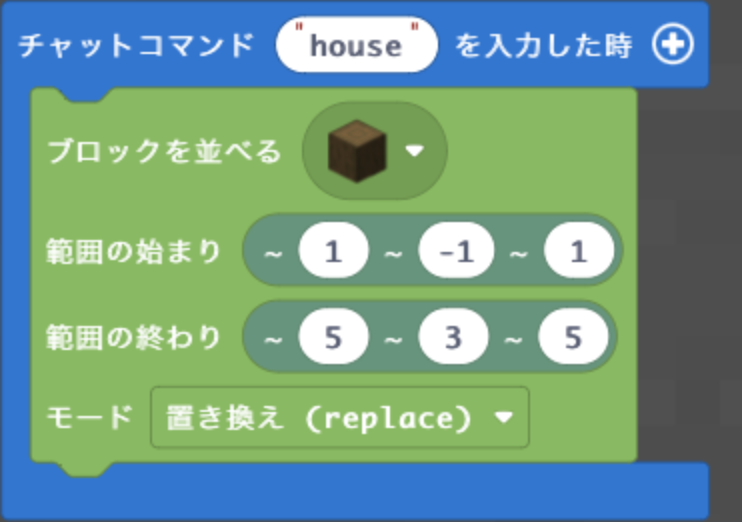 チャットコマンド "house" を入力した時
ブロックを並べる
範囲の始まり ~ 1 ~ -1 ~ 1
範囲の終わり ~ 5 ~ 3 ~ 5
モード 置き換え (replace)